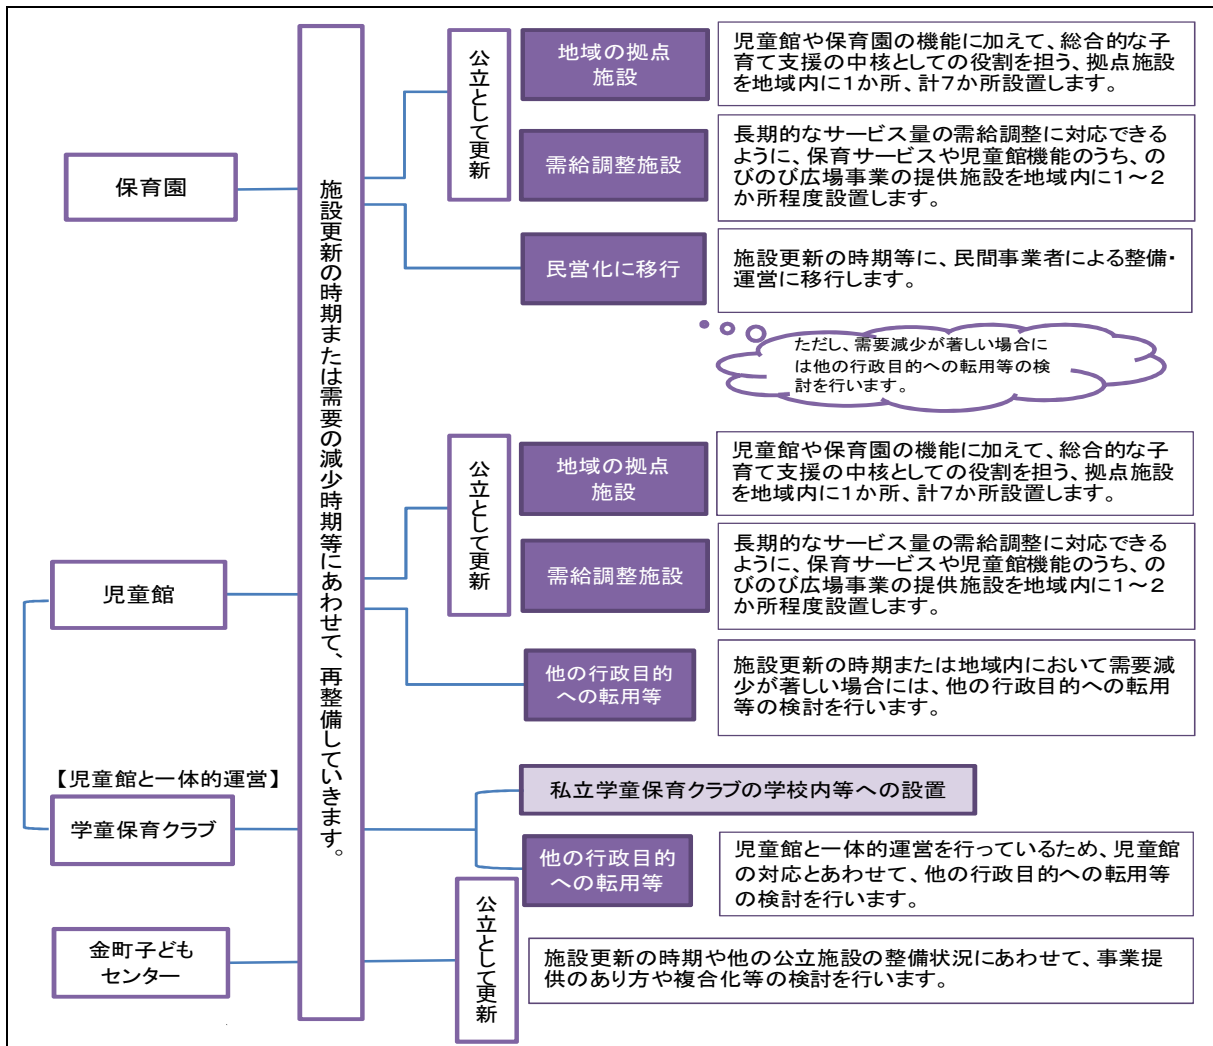 保育園
児童館
【児童館と一体的運営】
学童保育クラブ
金町子ども
センター
施設更新の時期または需要の減少時期等にあわせて、再整備していきます。
公立として更新
地域の拠点
施設
児童館や保育園の機能に加えて、総合的な子
育て支援の中核としての役割を担う、拠点施設
を地域内に1か所、計7か所設置します。
需給調整施設
長期的なサービス量の需給調整に対応できる
ように、保育サービスや児童館機能のうち、の
びのび広場事業の提供施設を地域内に1~2
か所程度設置します。
民営化に移行
施設更新の時期等に、民間事業者による整備・
運営に移行します。
ただし、需要減少が著しい場合に
は他の行政目的への転用等の検
討を行います。
公立として更新
地域の拠点
施設
児童館や保育園の機能に加えて、総合的な子
育て支援の中核としての役割を担う、拠点施設
を地域内に1か所、計7か所設置します。
需給調整施設
長期的なサービス量の需給調整に対応できる
ように、保育サービスや児童館機能のうち、の
びのび広場事業の提供施設を地域内に1~2
か所程度設置します。
他の行政目的
への転用等
施設更新の時期または地域内において需要減
少が著しい場合には、他の行政目的への転用
等の検討を行います。
私立学童保育クラブの学校内等への設置
他の行政目的
への転用等
児童館と一体的運営を行っているため、児童館
の対応とあわせて、他の行政目的への転用等
の検討を行います。
公立として更新
施設更新の時期や他の公立施設の整備状況にあわせて、事業提
供のあり方や複合化等の検討を行います。